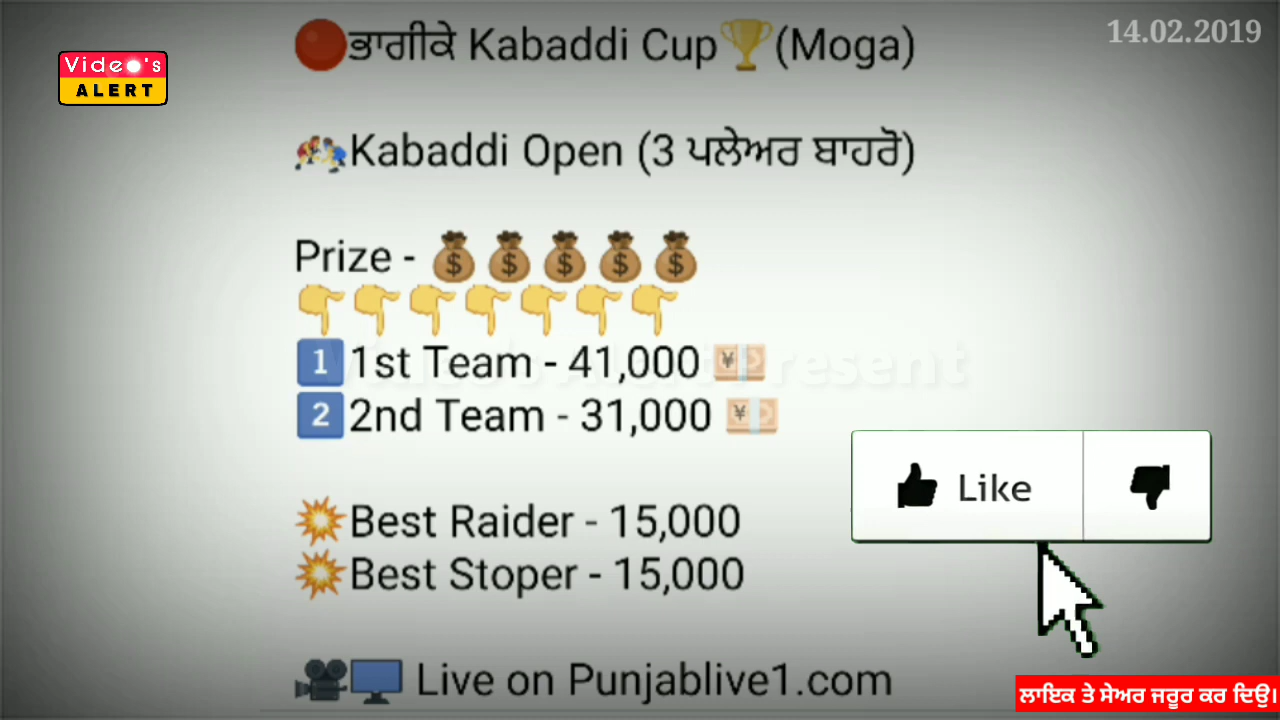 🔴ਭਾਗੀਕੇ Kabaddi Cup🏆(Moga)
14.02.2019
Video's
ALERT
🤼Kabaddi Open (3 ਪਲੇਅਰ ਬਾਹਰੋ)
Prize - 💰💰💰💰💰
👇👇👇👇👇👇👇
1️⃣1st Team - 41,000 💴
2️⃣2nd Team - 31,000 💴
Present
Like
💥Best Raider - 15,000
💥Best Stoper - 15,000
🎥🖥 Live on Punjablive1.com
ਲਾਇਕ ਤੇ ਸੇਅਰ ਜਰੂਰ ਕਰ ਦਿਉ।